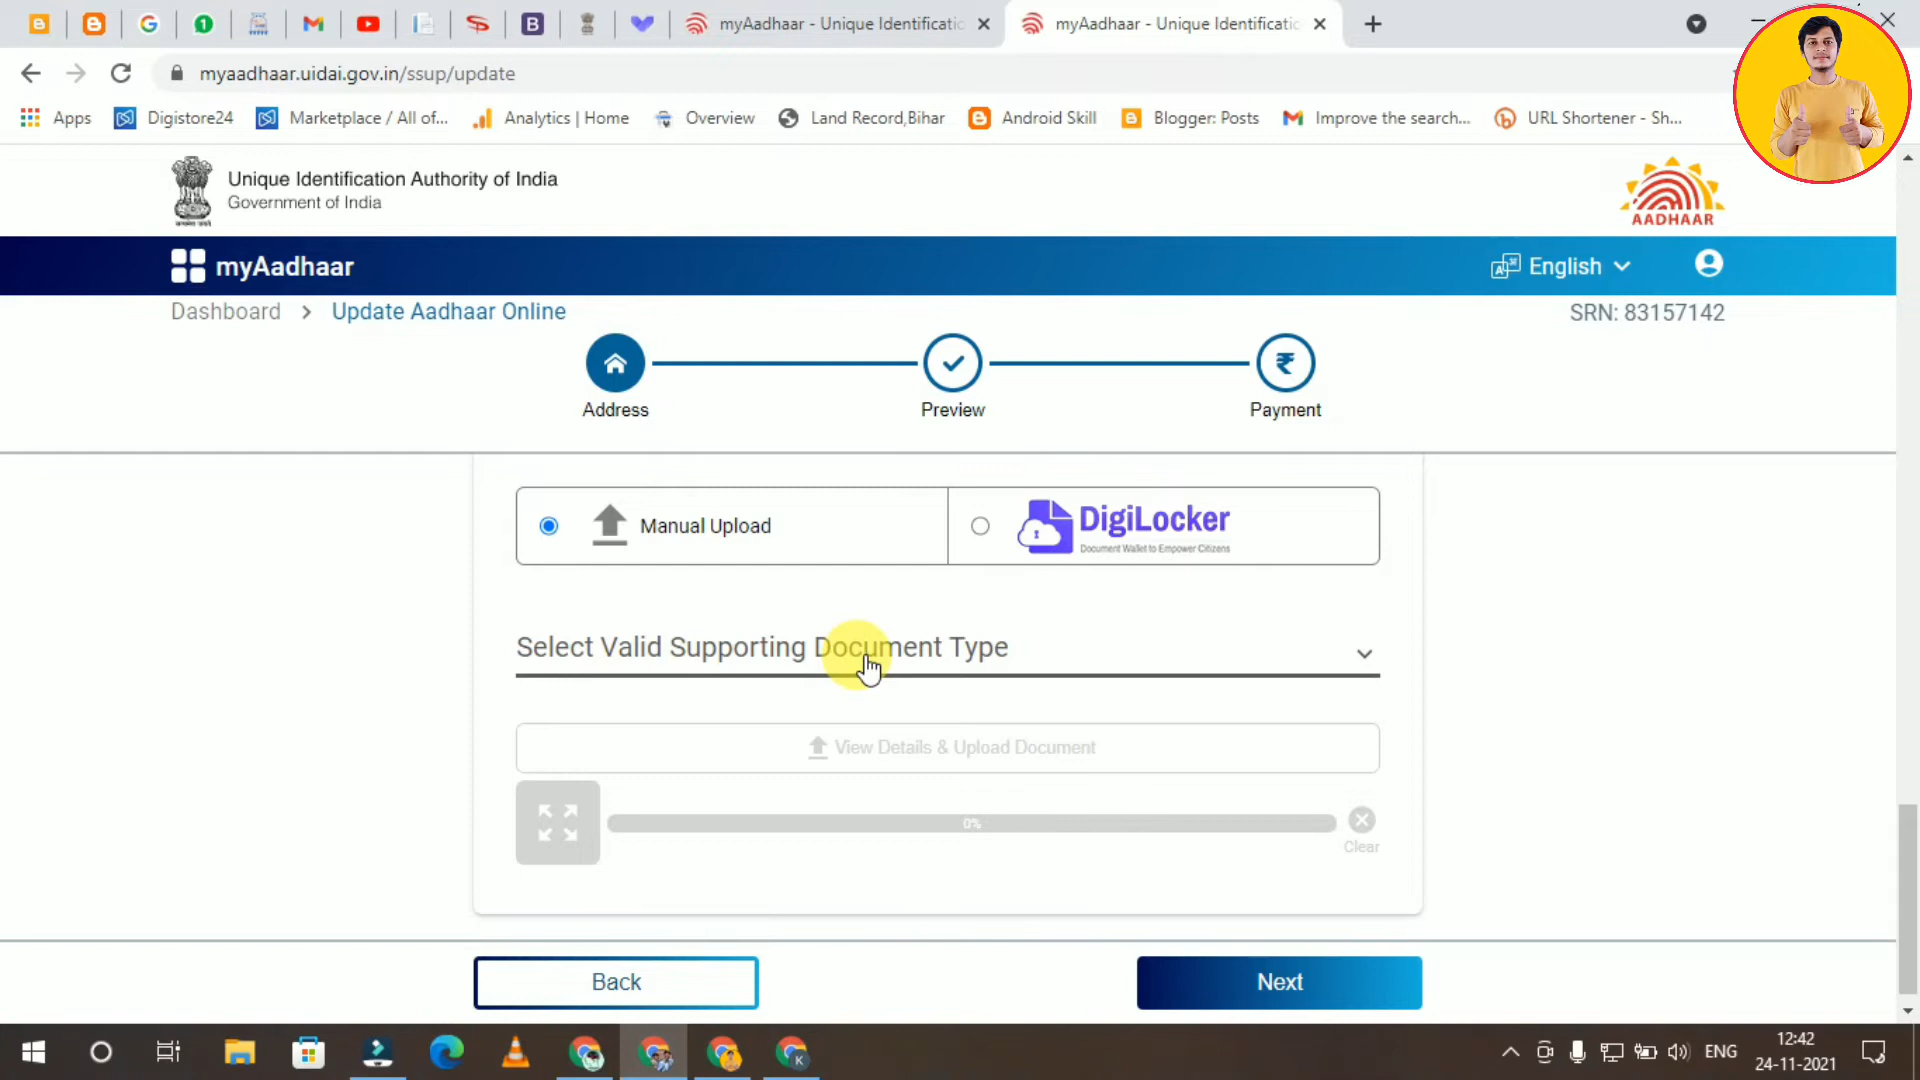 myAadhaar - Unique Identificatio
myAadhaar - Unique Identificatio
myaadhaar.uidai.gov.in/ssup/update
Apps
Digistore24
Marketplace / All of...
Analytics | Home
Overview
Land Record,Bihar
Android Skill
Blogger: Posts
Improve the search...
URL Shortener - Sh...
Unique Identification Authority of India
Government of India
AADHAAR
myAadhaar
English
Dashboard > Update Aadhaar Online
SRN: 83157142
Address
Preview
Payment
Manual Upload
DigiLocker
Document Wallet to Empower Citizens
Select Valid Supporting Document Type
View Details & Upload Document
0%
Clear
Back
Next
ENG
12:42
24-11-2021